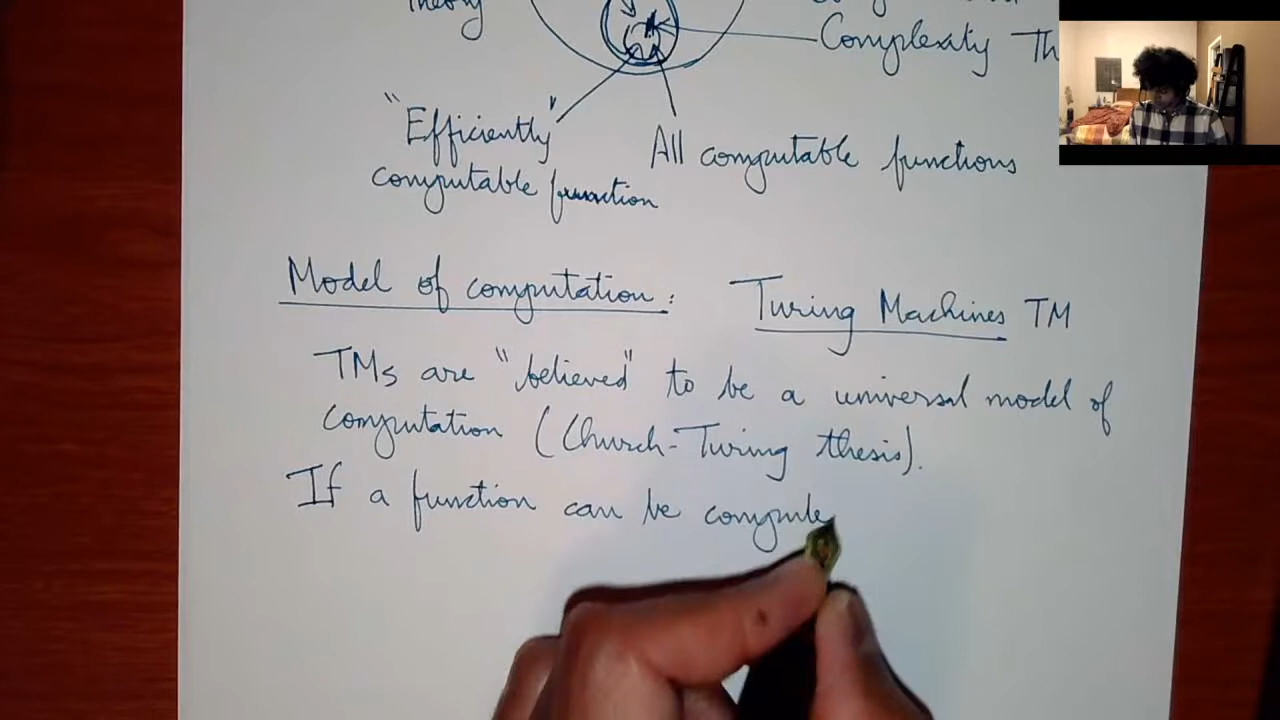 Theory
Complexity Th
"Efficiently"
computable function
All computable functions
Model of computation: Turing Machines TM
TMs are "believed" to be a universal model of
computation (Church-Turing thesis).
If a function can be compute